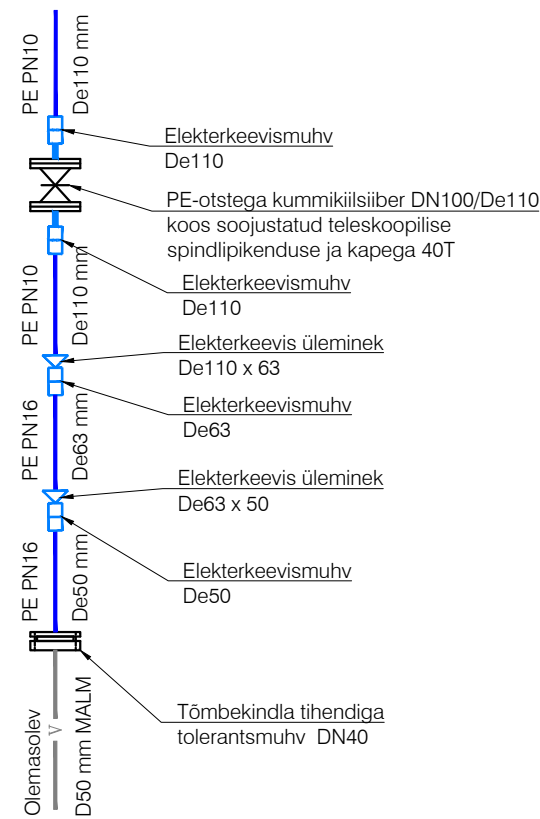 PE PN10
De110 mm
Elekterkeevismuhv
De110
PE-otstega kummikiilsiiber DN100/De110
koos soojustatud teleskoopilise
spindlipikenduse ja kapega 40T
PE PN10
De110 mm
Elekterkeevismuhv
De110
Elekterkeevis üleminek
De110 x 63
PE PN16
De63 mm
Elekterkeevismuhv
De63
Elekterkeevis üleminek
De63 x 50
PE PN16
De50 mm
Elekterkeevismuhv
De50
Olemasolev
V
D50 mm MALM
Tõmbekindla tihendiga
tolerantsmuhv DN40